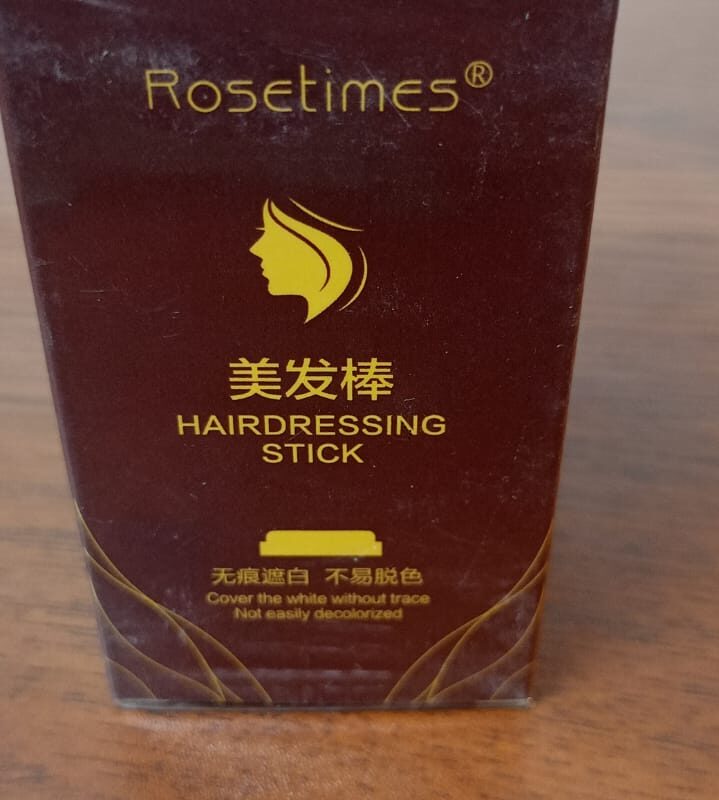 Rosetimes®
美发棒
HAIRDRESSING
STICK
无痕遮白 不易脱色
Cover the white without trace
Not easily decolorized